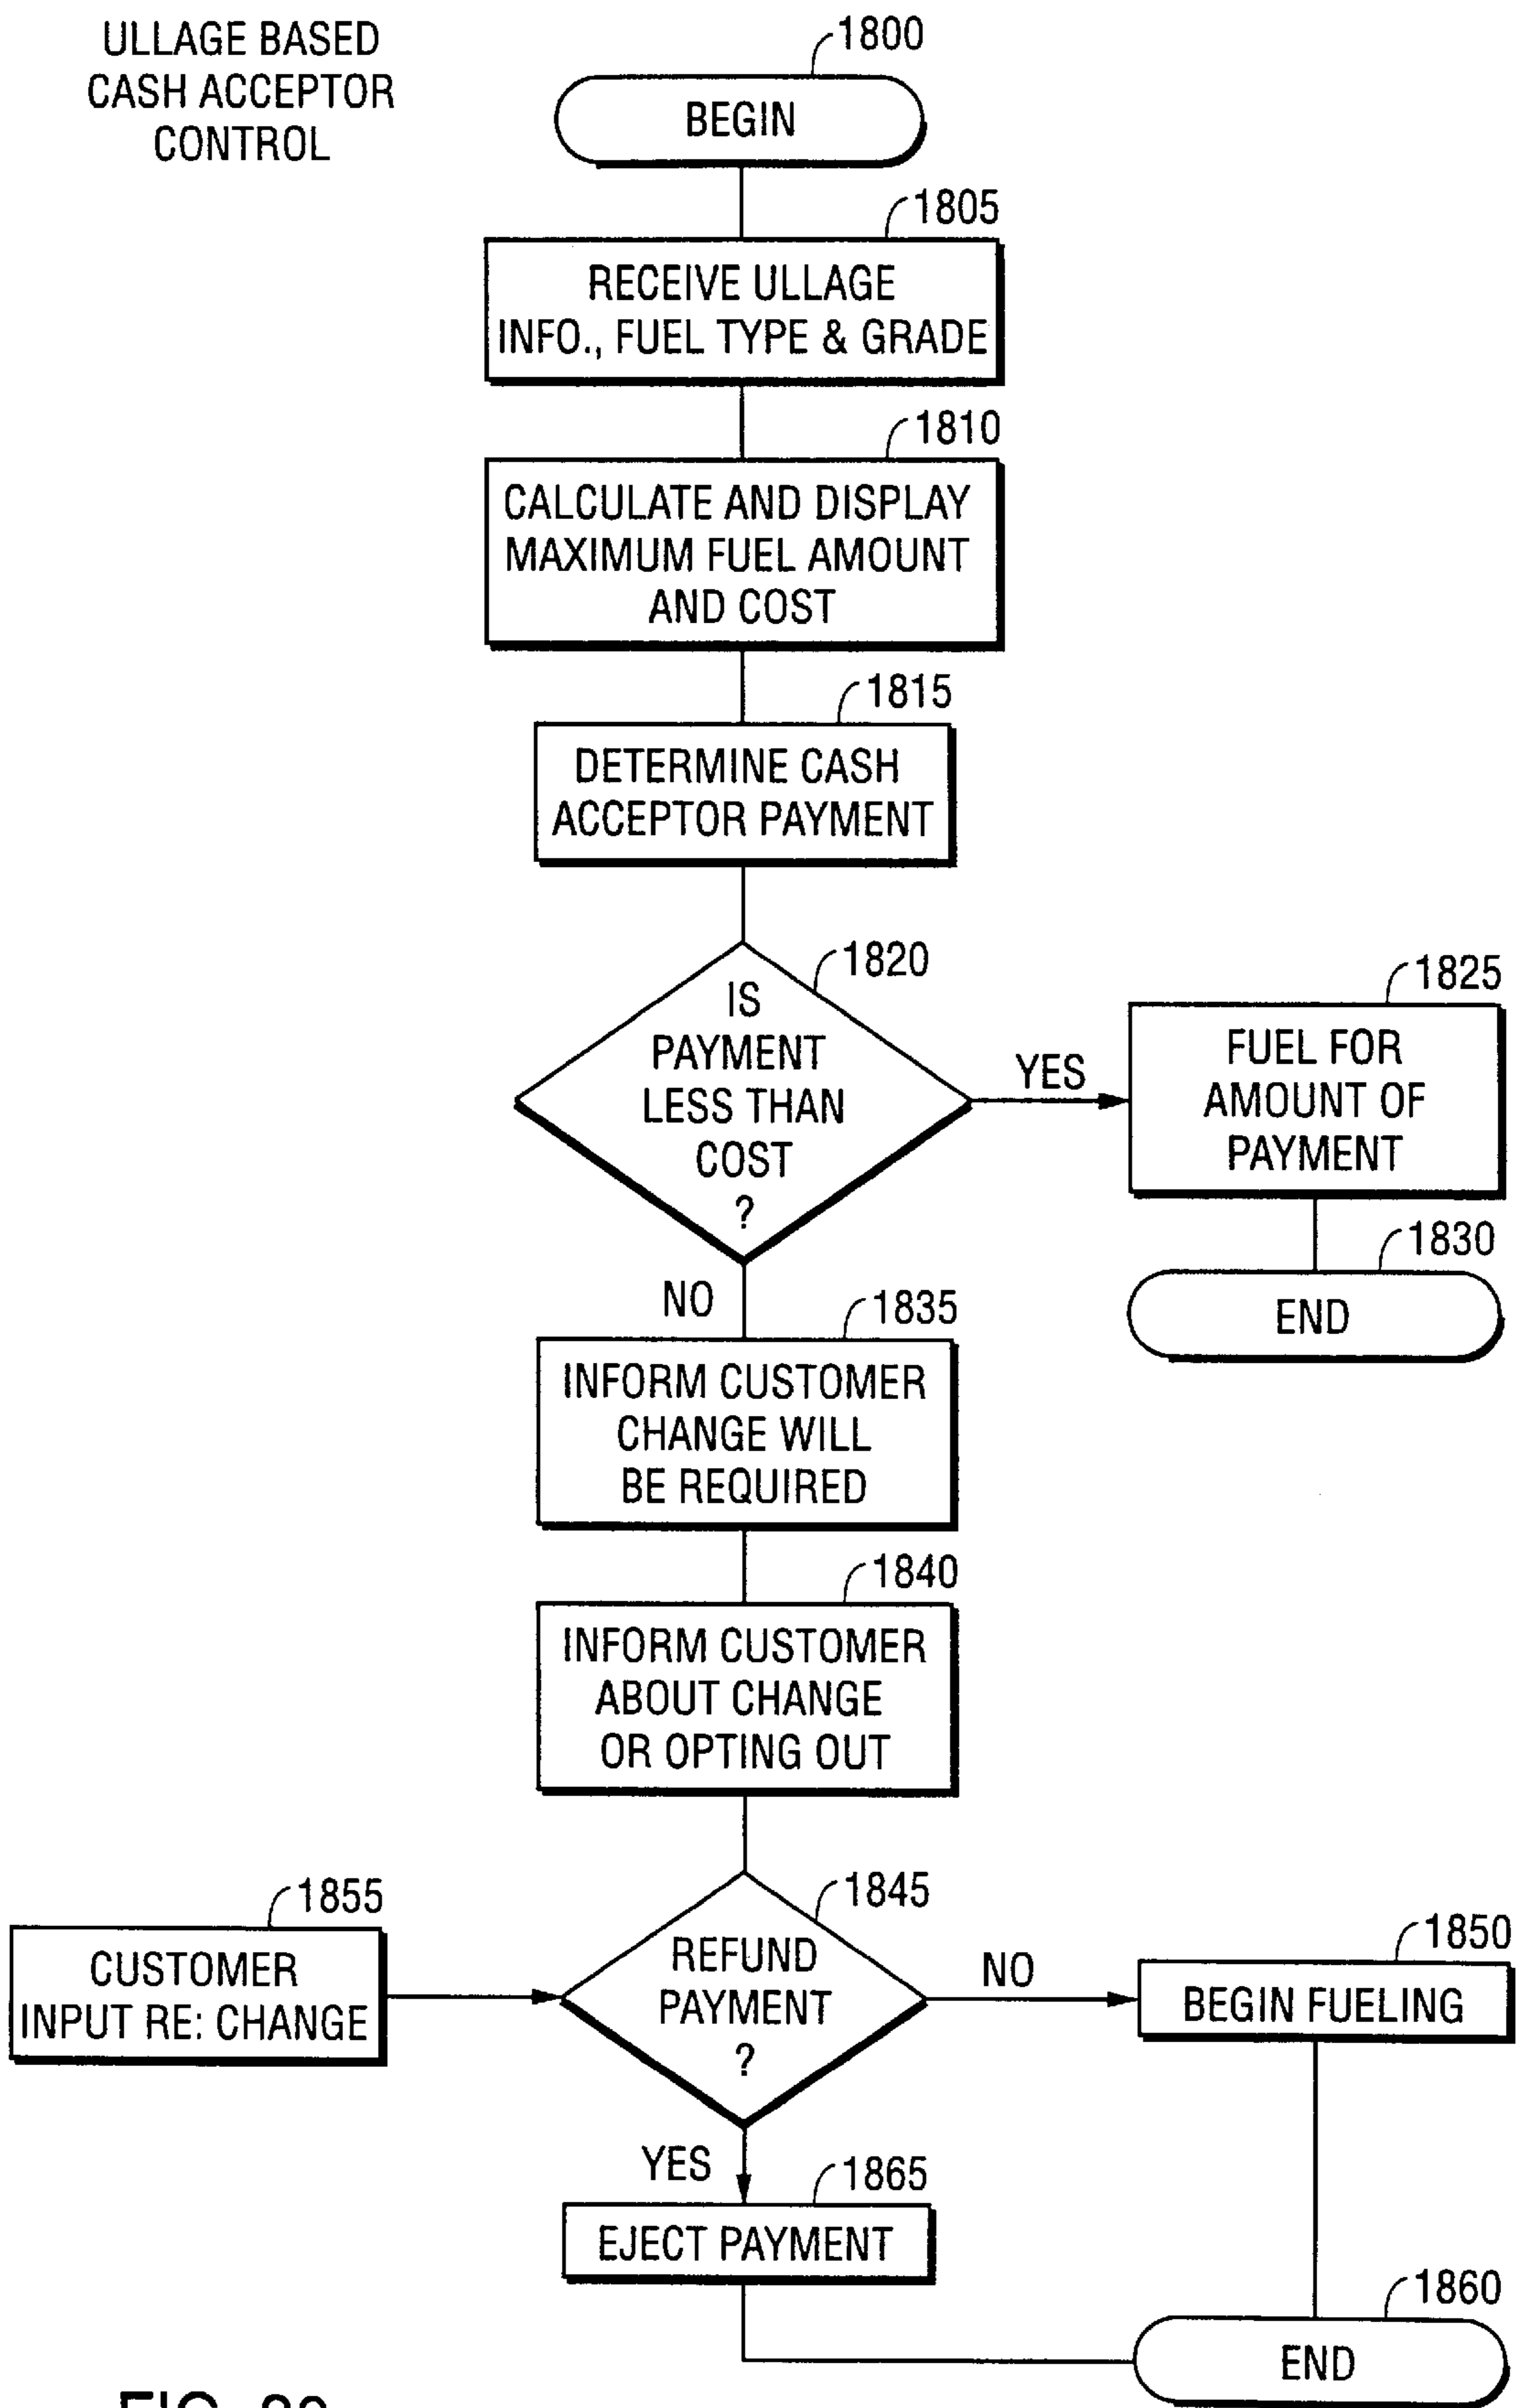 ULLAGE BASED
CASH ACCEPTOR
CONTROL
1800
BEGIN
1805
RECEIVE ULLAGE
INFO., FUEL TYPE & GRADE
1810
CALCULATE AND DISPLAY
MAXIMUM FUEL AMOUNT
AND COST
1815
DETERMINE CASH
ACCEPTOR PAYMENT
1820
IS
PAYMENT
LESS THAN
COST
?
YES
1825
FUEL FOR
AMOUNT OF
PAYMENT
1830
END
NO
1835
INFORM CUSTOMER
CHANGE WILL
BE REQUIRED
1840
INFORM CUSTOMER
ABOUT CHANGE
OR OPTING OUT
1855
CUSTOMER
INPUT RE: CHANGE
1845
REFUND
PAYMENT
?
NO
1850
BEGIN FUELING
YES
1865
EJECT PAYMENT
1860
END